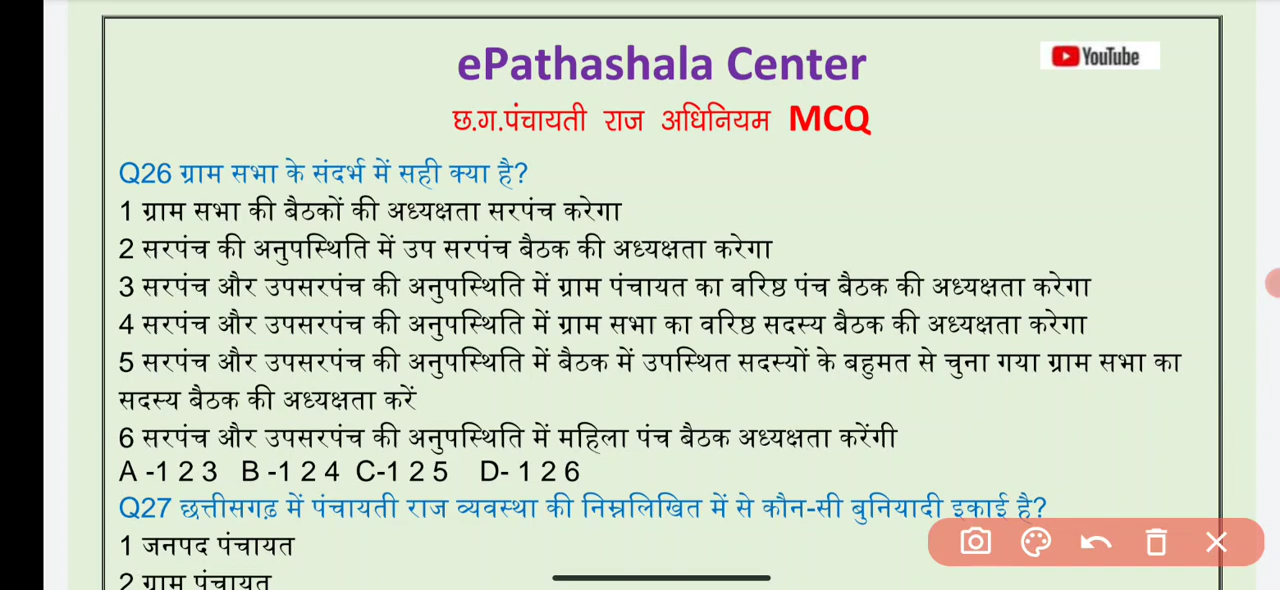 ePathashala Center
YouTube
छ.ग.पंचायती राज अधिनियम MCQ
Q26 ग्राम सभा के संदर्भ में सही क्या है?
1 ग्राम सभा की बैठकों की अध्यक्षता सरपंच करेगा
2 सरपंच की अनुपस्थिति में उप सरपंच बैठक की अध्यक्षता करेगा
3 सरपंच और उपसरपंच की अनुपस्थिति में ग्राम पंचायत का वरिष्ठ पंच बैठक की अध्यक्षता करेगा
4 सरपंच और उपसरपंच की अनुपस्थिति में ग्राम सभा का वरिष्ठ सदस्य बैठक की अध्यक्षता करेगा
5 सरपंच और उपसरपंच की अनुपस्थिति में बैठक में उपस्थित सदस्यों के बहुमत से चुना गया ग्राम सभा का
सदस्य बैठक की अध्यक्षता करें
6 सरपंच और उपसरपंच की अनुपस्थिति में महिला पंच बैठक अध्यक्षता करेंगी
A -1 2 3 B -1 2 4 C-1 2 5 D- 1 2 6
Q27 छत्तीसगढ़ में पंचायती राज व्यवस्था की निम्नलिखित में से कौन-सी बुनियादी इकाई है?
1 जनपद पंचायत
2 ग्राम पंचायत